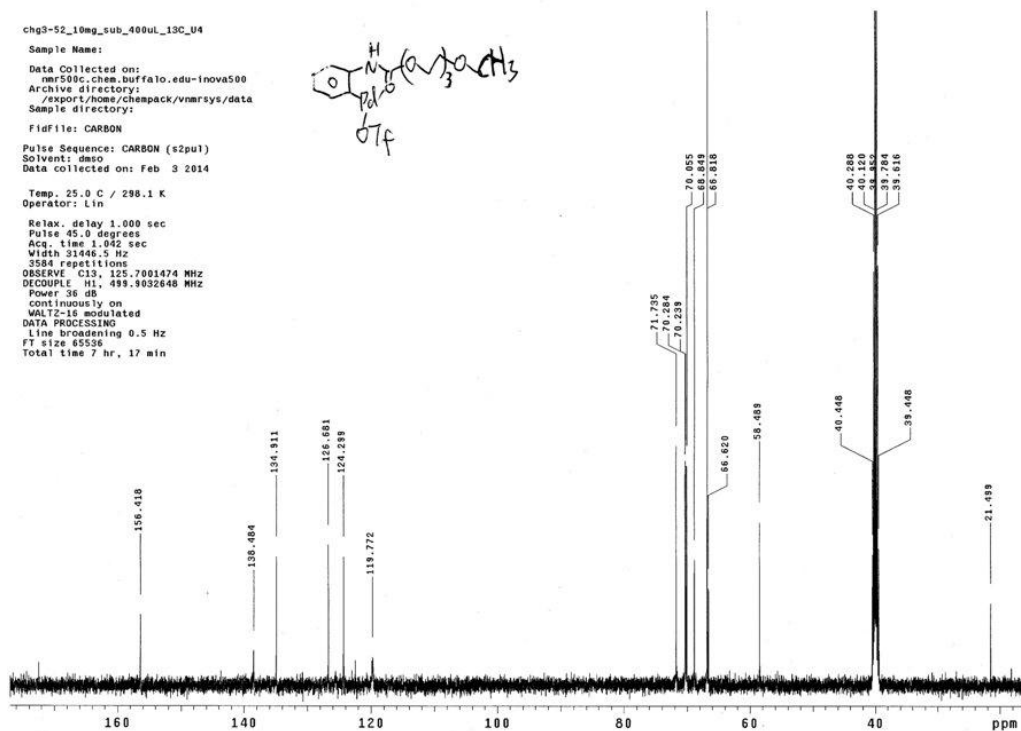 chg3-52_10mg_sub_400uL_13C_U4
Sample Name:
Data Collected on:
nmr500c.chem.buffalo.edu-inova500
Archive directory:
/export/home/chempack/vnmrsys/data
Sample directory:
FidFile: CARBON
Pulse Sequence: CARBON (s2pul)
Solvent: dmso
Data collected on: Feb 3 2014
Temp. 25.0 C / 298.1 K
Operator: Lin
Relax. delay 1.000 sec
Pulse 45.0 degrees
Acq. time 1.042 sec
Width 31446.5 Hz
3584 repetitions
OBSERVE C13, 125.7001474 MHz
DECOUPLE H1, 499.9032648 MHz
Power 36 dB
continuously on
WALTZ-16 modulated
DATA PROCESSING
Line broadening 0.5 Hz
FT size 65536
Total time 7 hr, 17 min
H
N
O
(O
)3
O
CH3
O
Pd
OTf
156.418
138.484
134.911
126.681
124.299
119.772
71.735
70.284
70.239
70.055
68.849
66.818
66.620
58.489
40.448
40.288
40.120
39.952
39.784
39.616
39.448
21.499
160
140
120
100
80
60
40
ppm